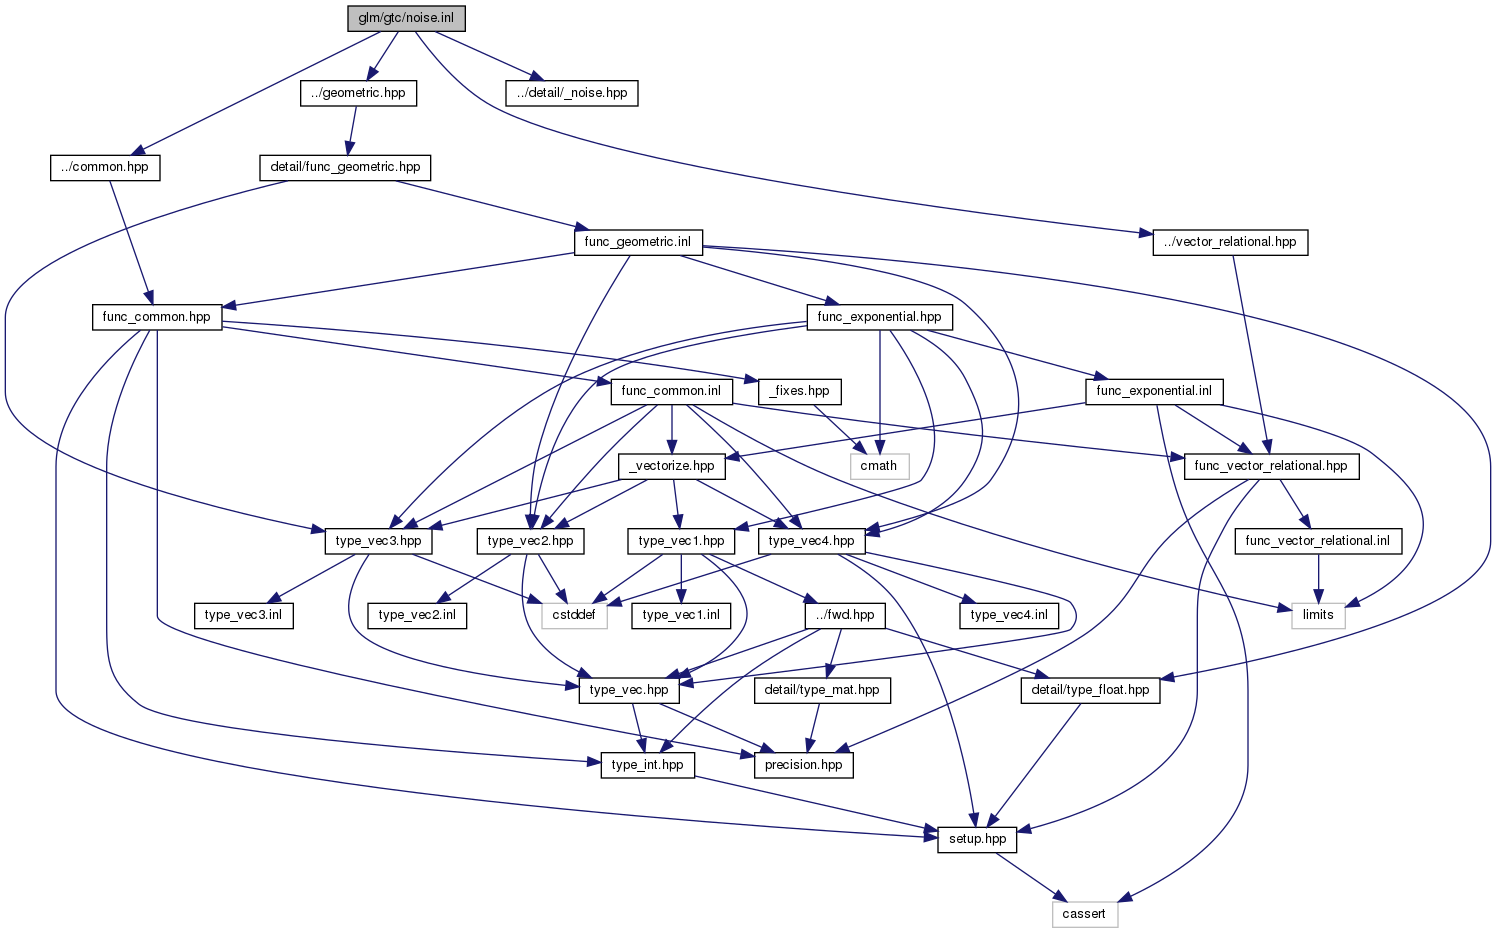 glm/gtc/noise.inl
../geometric.hpp
../detail/_noise.hpp
../common.hpp
detail/func_geometric.hpp
func_geometric.inl
../vector_relational.hpp
func_common.hpp
func_exponential.hpp
func_common.inl
_fixes.hpp
func_exponential.inl
_vectorize.hpp
cmath
func_vector_relational.hpp
type_vec3.hpp
type_vec2.hpp
type_vec1.hpp
type_vec4.hpp
func_vector_relational.inl
type_vec3.inl
type_vec2.inl
cstddef
type_vec1.inl
../fwd.hpp
type_vec4.inl
limits
type_vec.hpp
detail/type_mat.hpp
detail/type_float.hpp
type_int.hpp
precision.hpp
setup.hpp
cassert